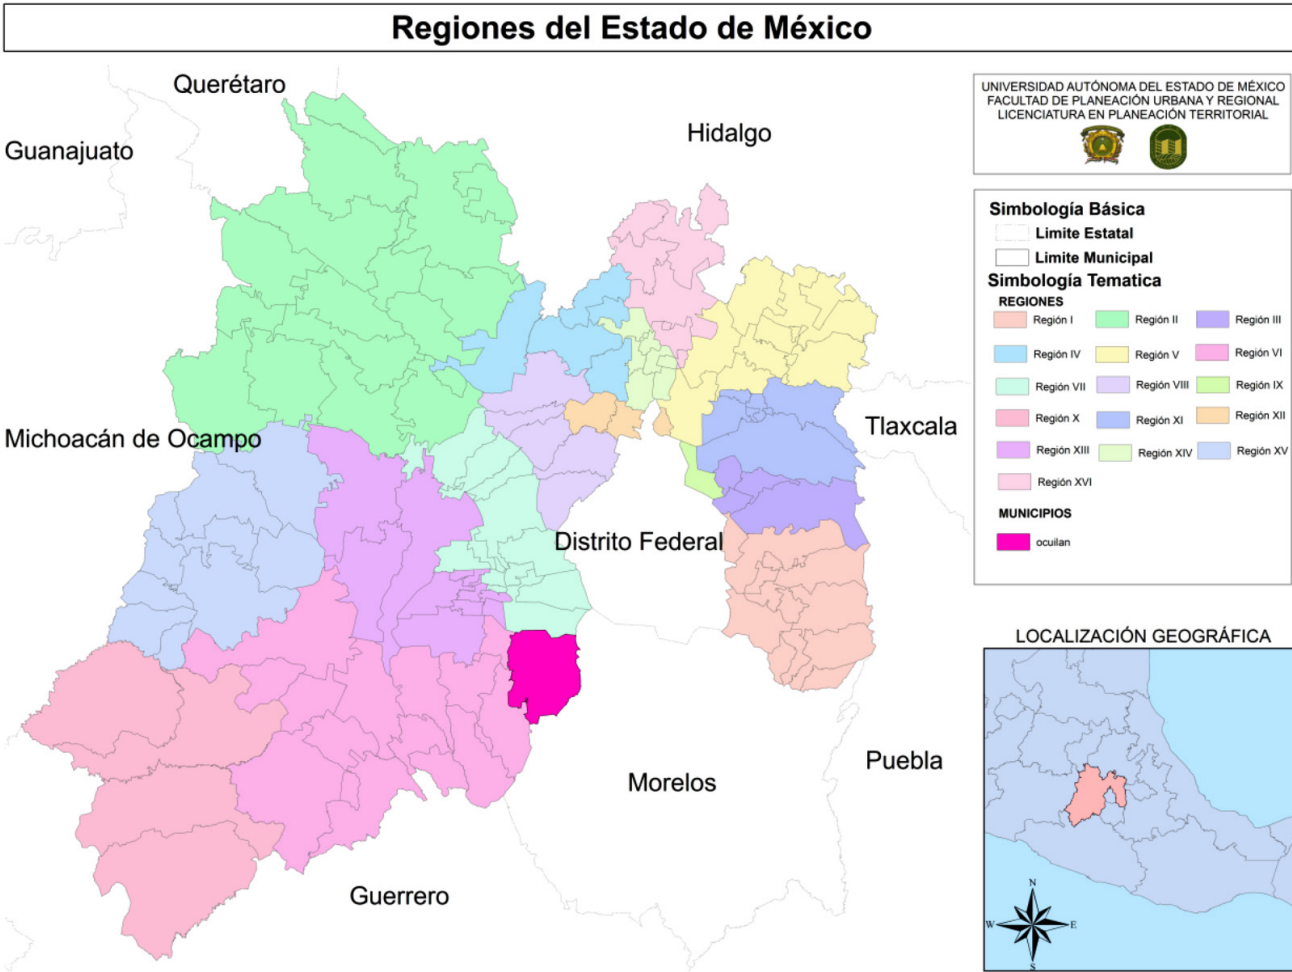 Regiones del Estado de México
Querétaro
Guanajuato
Hidalgo
Michoacán de Ocampo
Tlaxcala
Distrito Federal
Puebla
Morelos
Guerrero
UNIVERSIDAD AUTÓNOMA DEL ESTADO DE MÉXICO
FACULTAD DE PLANEACIÓN URBANA Y REGIONAL
LICENCIATURA EN PLANEACIÓN TERRITORIAL
Simbología Básica
Limite Estatal
Limite Municipal
Simbología Tematica
REGIONES
Región I Región II Región III
Región IV Región V Región VI
Región VII Región VIII Región IX
Región X Región XI Región XII
Región XIII Región XIV Región XV
Región XVI
MUNICIPIOS
ocuilan
LOCALIZACIÓN GEOGRÁFICA
N
W E
S